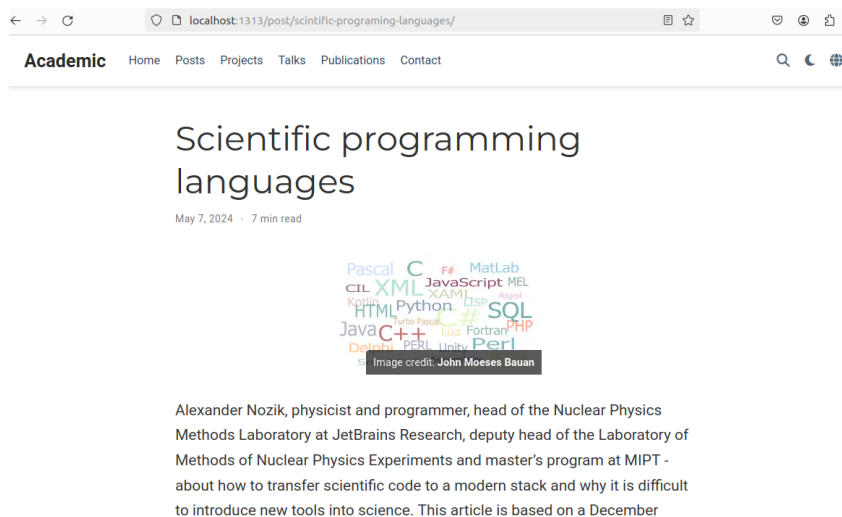 localhost:1313/post/scintific-programing-languages/
Academic Home Posts Projects Talks Publications Contact
Scientific programming
languages
May 7, 2024 · 7 min read
Pascal C F# MatLab
CIL XML JavaScript MEL
XAML Algol
Kotlin HTML Python LISP SQL
Turbo Pascal C#
Java C++ Lua Fortran PHP
Delphi PERL Unity Perl
Image credit: John Moeses Bauan
Alexander Nozik, physicist and programmer, head of the Nuclear Physics
Methods Laboratory at JetBrains Research, deputy head of the Laboratory of
Methods of Nuclear Physics Experiments and master's program at MIPT -
about how to transfer scientific code to a modern stack and why it is difficult
to introduce new tools into science. This article is based on a December